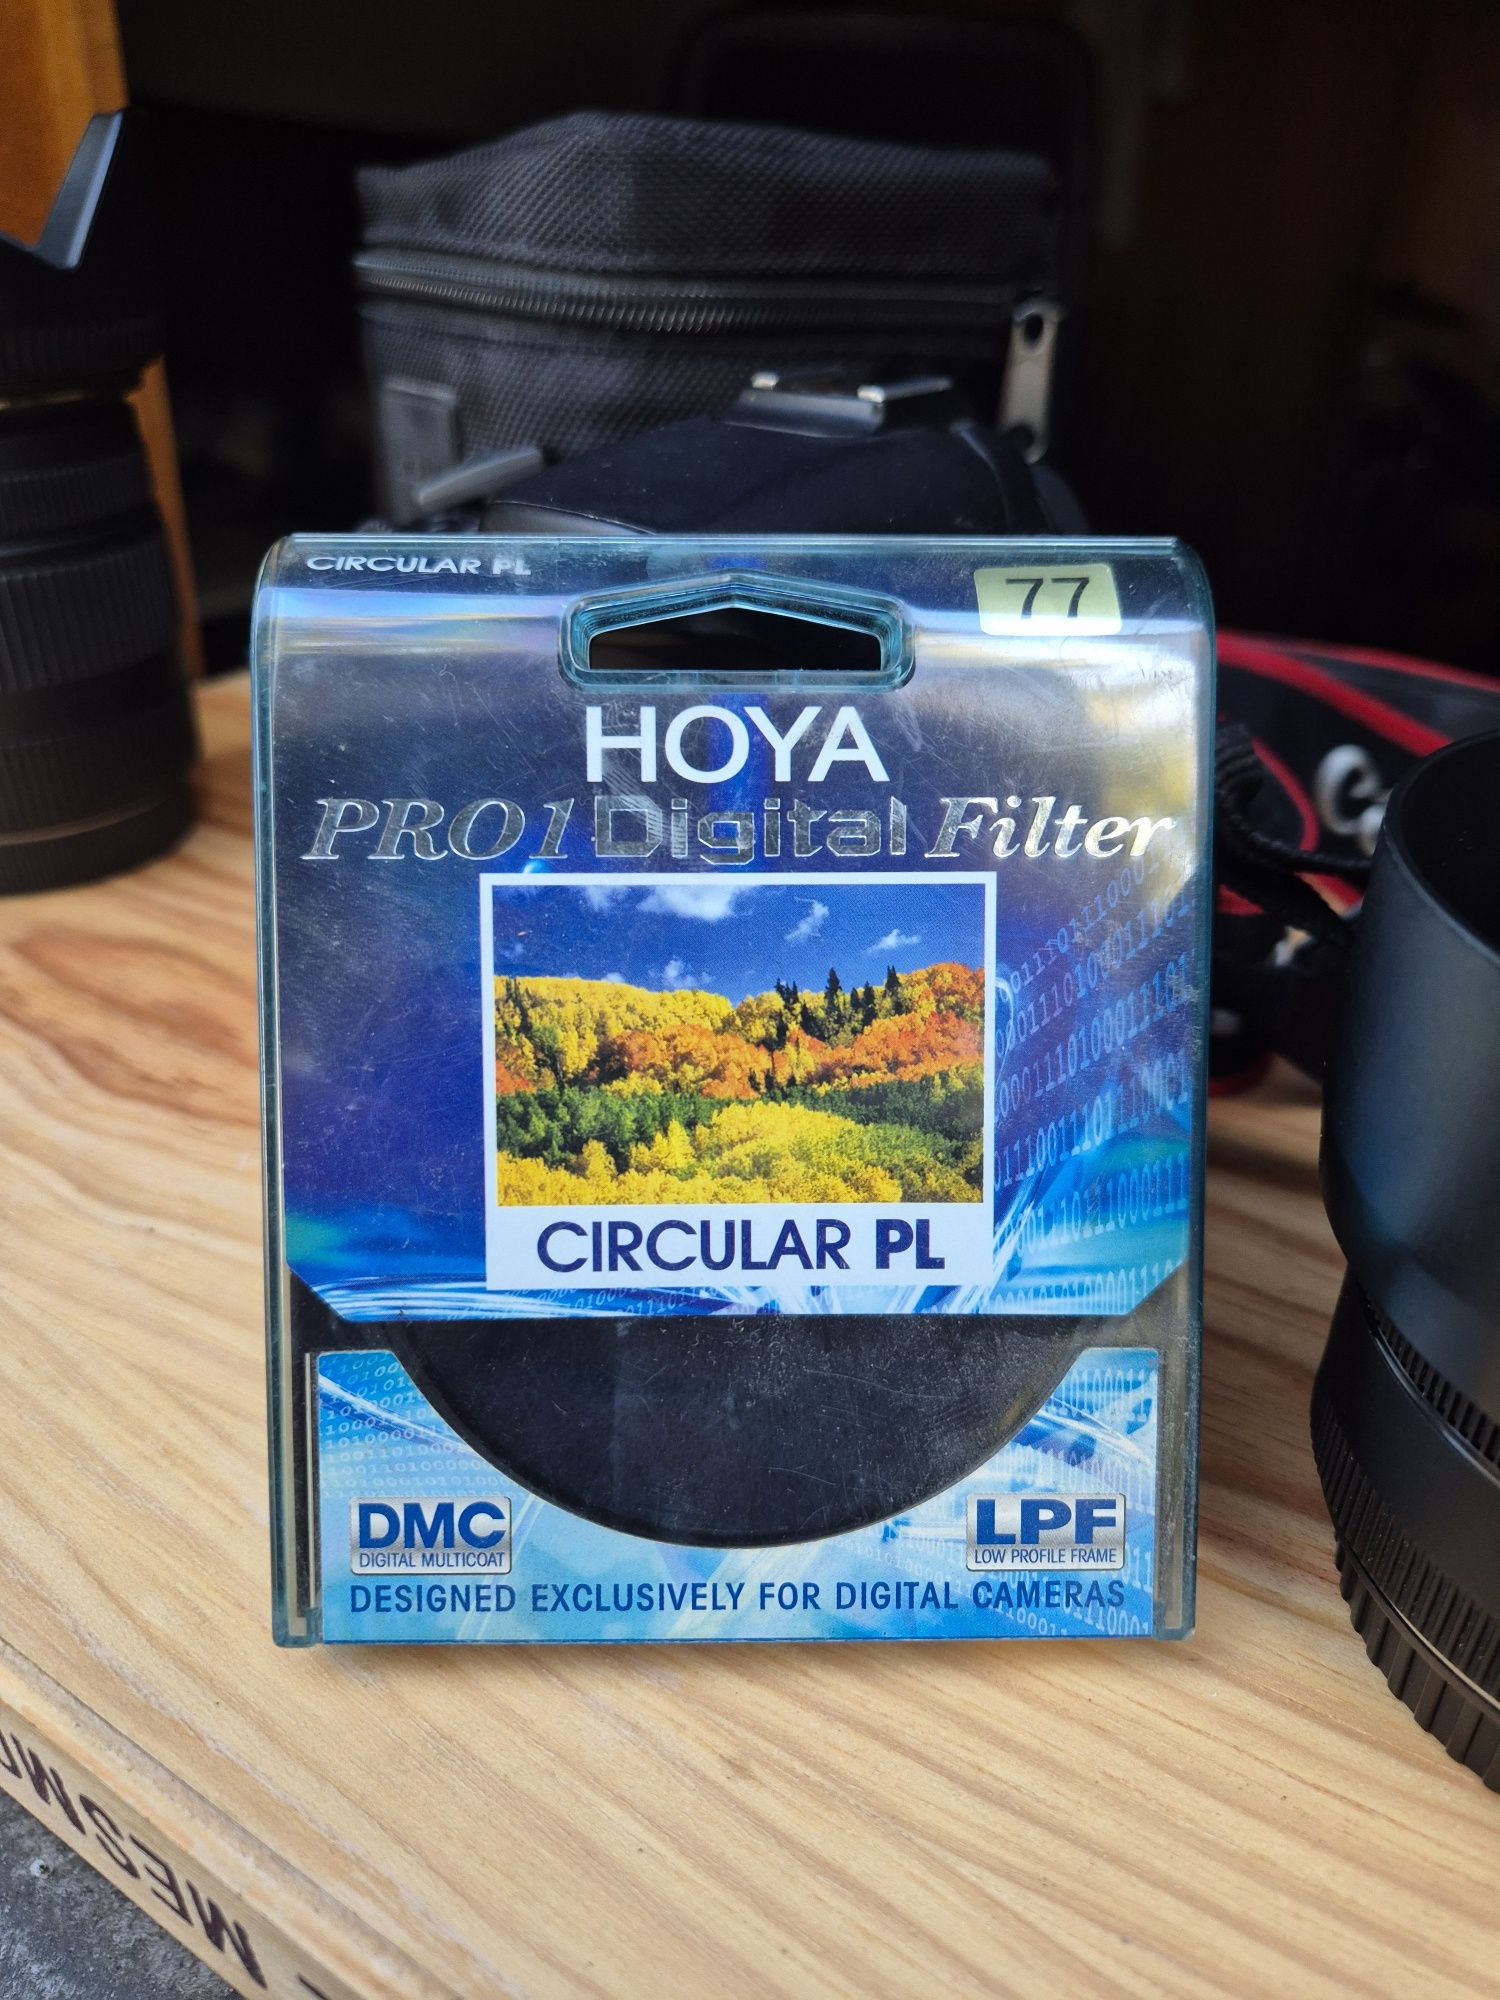 CIRCULAR PL
77
HOYA
PRO1 Digital Filter
CIRCULAR PL
DMC
DIGITAL MULTICOAT
LPF
LOW PROFILE FRAME
DESIGNED EXCLUSIVELY FOR DIGITAL CAMERAS